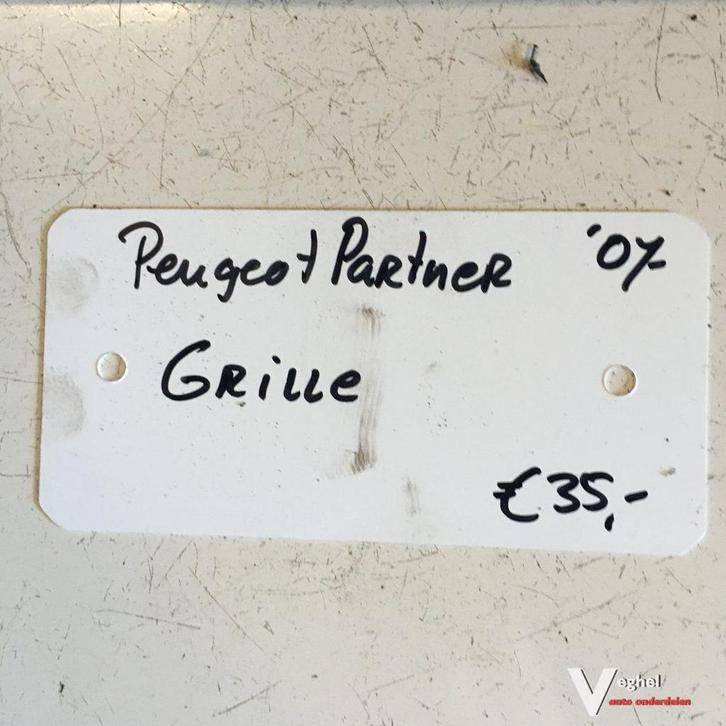 Peugeot Partner '07
Grille
€35,-
Veghel
auto onderdelen